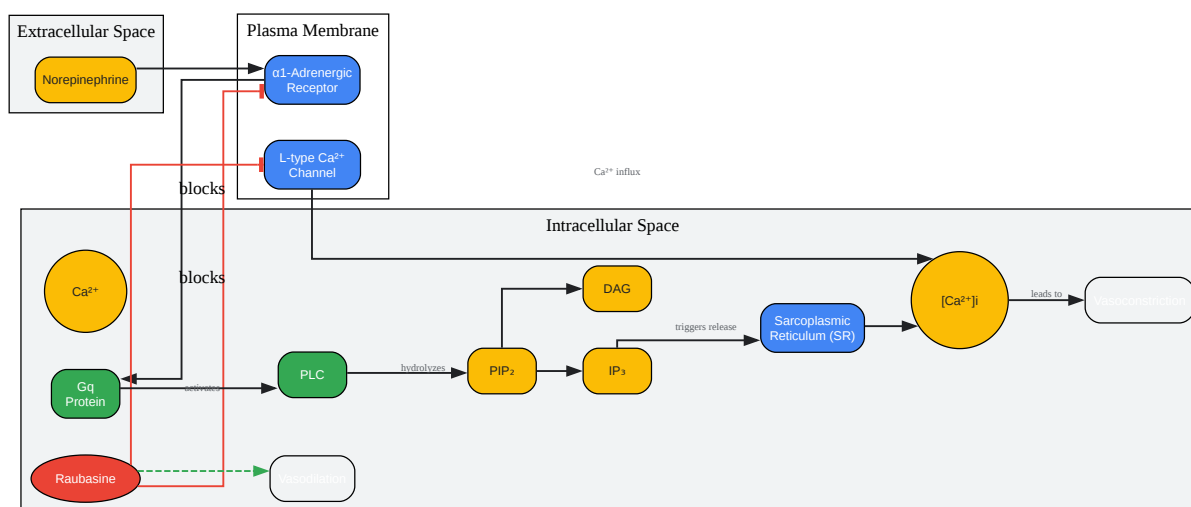 Extracellular Space
Norepinephrine
Plasma Membrane
α1-Adrenergic
Receptor
L-type Ca²⁺
Channel
Ca²⁺ influx
blocks
blocks
Intracellular Space
Ca²⁺
DAG
[Ca²⁺]i
leads to
Vasoconstriction
Sarcoplasmic
Reticulum (SR)
triggers release
Gq
Protein
activates
PLC
hydrolyzes
PIP₂
IP₃
Raubasine
Vasodilation